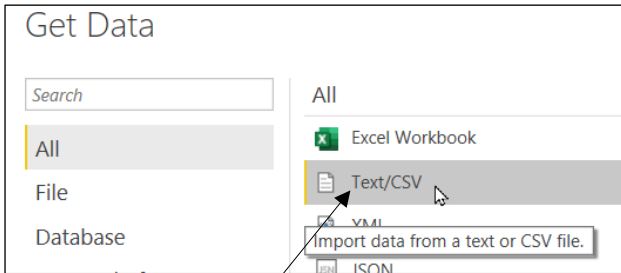 Get Data
Search
All
File
Database
All
Excel Workbook
Text/CSV
XML
Import data from a text or CSV file.
JSON